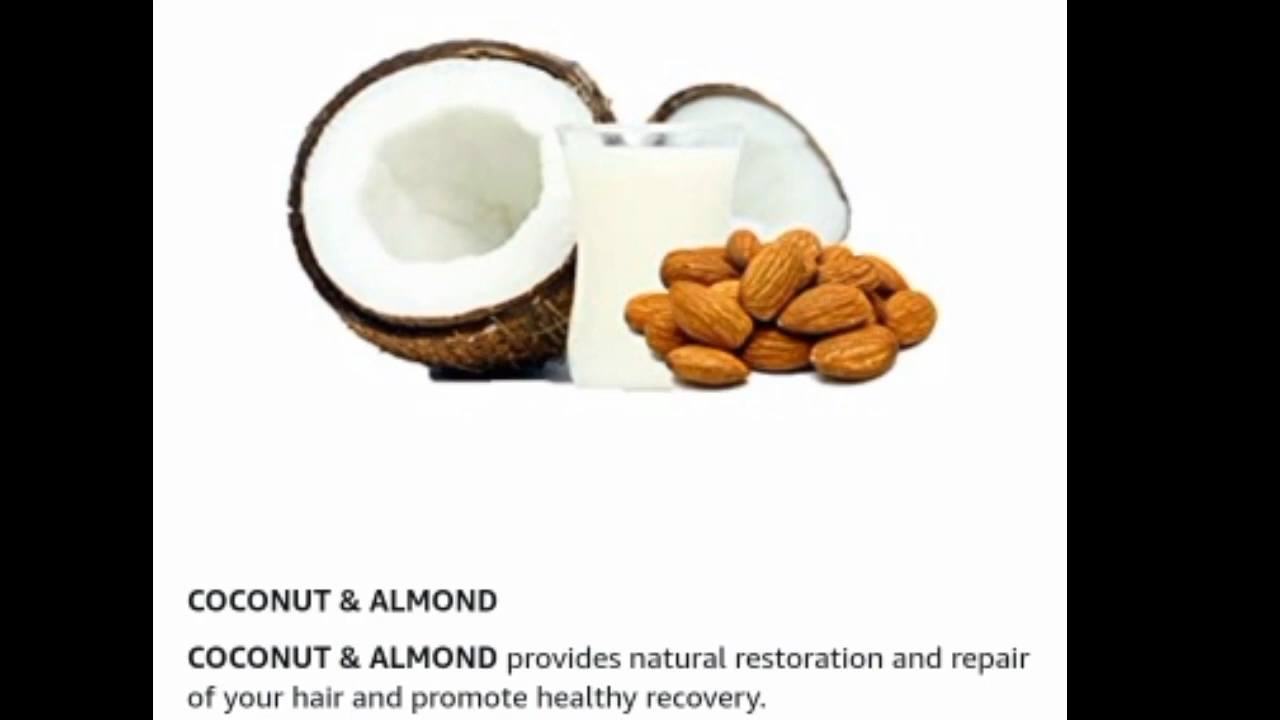 COCONUT & ALMOND
COCONUT & ALMOND provides natural restoration and repair
of your hair and promote healthy recovery.